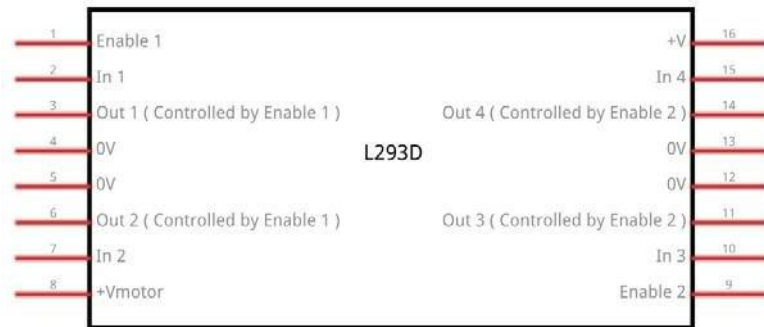 1 Enable 1 +V 16
2 In 1 In 4 15
3 Out 1 ( Controlled by Enable 1 ) Out 4 ( Controlled by Enable 2 ) 14
4 0V 0V 13
L293D
5 0V 0V 12
6 Out 2 ( Controlled by Enable 1 ) Out 3 ( Controlled by Enable 2 ) 11
7 In 2 In 3 10
8 +Vmotor Enable 2 9